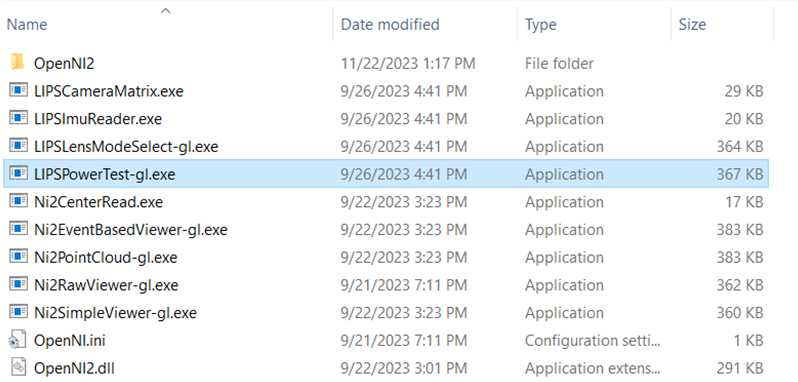 Name Date modified Type Size
OpenNI2 11/22/2023 1:17 PM File folder
LIPSCameraMatrix.exe 9/26/2023 4:41 PM Application 29 KB
LIPSImuReader.exe 9/26/2023 4:41 PM Application 20 KB
LIPSLensModeSelect-gl.exe 9/26/2023 4:41 PM Application 364 KB
LIPSPowerTest-gl.exe 9/26/2023 4:41 PM Application 367 KB
Ni2CenterRead.exe 9/22/2023 3:23 PM Application 17 KB
Ni2EventBasedViewer-gl.exe 9/22/2023 3:23 PM Application 383 KB
Ni2PointCloud-gl.exe 9/22/2023 3:23 PM Application 383 KB
Ni2RawViewer-gl.exe 9/21/2023 7:11 PM Application 362 KB
Ni2SimpleViewer-gl.exe 9/22/2023 3:23 PM Application 360 KB
OpenNI.ini 9/21/2023 7:11 PM Configuration setti... 1 KB
OpenNI2.dll 9/22/2023 3:01 PM Application extens... 291 KB